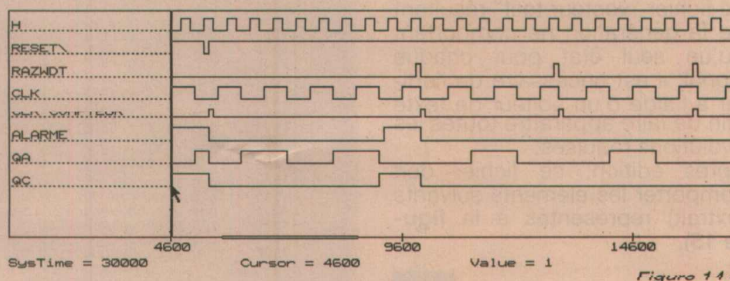 H
RESET\
RAZWDT
CLK
ALARME
QA
QC
4600 9600 14600
SysTime = 30000 Cursor = 4600 Value = 1
Figure 11